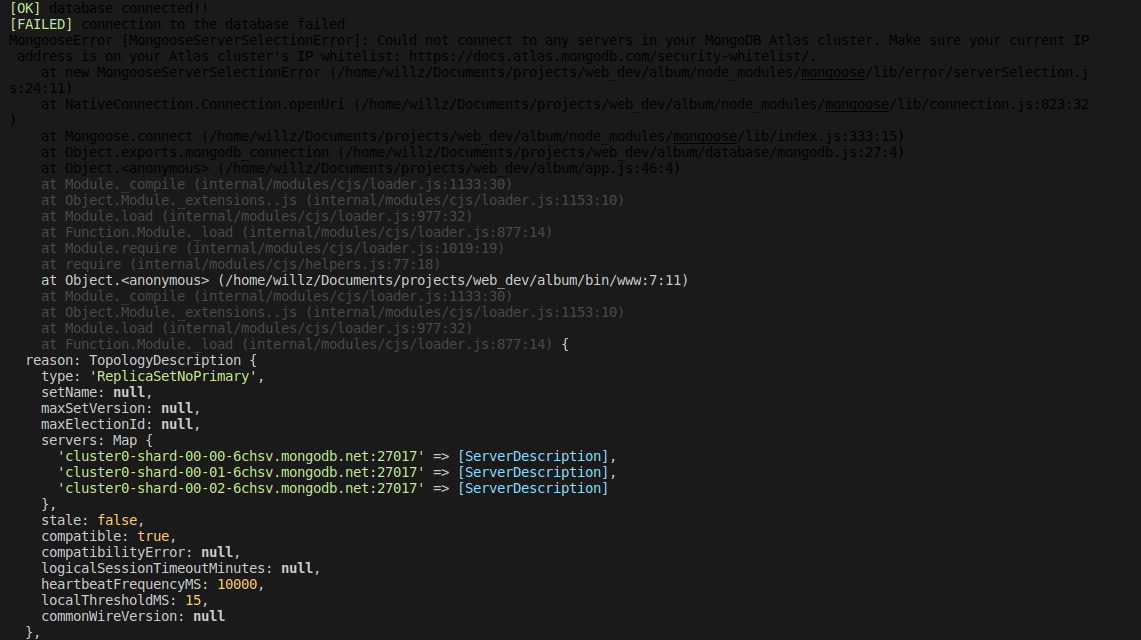 [OK] database connected!!
[FAILED] connection to the database failed
MongooseError [MongooseServerSelectionError]: Could not connect to any servers in your MongoDB Atlas cluster. Make sure your current IP
 address is on your Atlas cluster's IP whitelist: https://docs.atlas.mongodb.com/security-whitelist/.
    at new MongooseServerSelectionError (/home/willz/Documents/projects/web_dev/album/node_modules/mongoose/lib/error/serverSelection.j
s:24:11)
    at NativeConnection.Connection.openUri (/home/willz/Documents/projects/web_dev/album/node_modules/mongoose/lib/connection.js:823:32
)
    at Mongoose.connect (/home/willz/Documents/projects/web_dev/album/node_modules/mongoose/lib/index.js:333:15)
    at Object.exports.mongodb_connection (/home/willz/Documents/projects/web_dev/album/database/mongodb.js:27:4)
    at Object.<anonymous> (/home/willz/Documents/projects/web_dev/album/app.js:46:4)
    at Module._compile (internal/modules/cjs/loader.js:1133:30)
    at Object.Module._extensions..js (internal/modules/cjs/loader.js:1153:10)
    at Module.load (internal/modules/cjs/loader.js:977:32)
    at Function.Module._load (internal/modules/cjs/loader.js:877:14)
    at Module.require (internal/modules/cjs/loader.js:1019:19)
    at require (internal/modules/cjs/helpers.js:77:18)
    at Object.<anonymous> (/home/willz/Documents/projects/web_dev/album/bin/www:7:11)
    at Module._compile (internal/modules/cjs/loader.js:1133:30)
    at Object.Module._extensions..js (internal/modules/cjs/loader.js:1153:10)
    at Module.load (internal/modules/cjs/loader.js:977:32)
    at Function.Module._load (internal/modules/cjs/loader.js:877:14) {
  reason: TopologyDescription {
    type: 'ReplicaSetNoPrimary',
    setName: null,
    maxSetVersion: null,
    maxElectionId: null,
    servers: Map {
      'cluster0-shard-00-00-6chsv.mongodb.net:27017' => [ServerDescription],
      'cluster0-shard-00-01-6chsv.mongodb.net:27017' => [ServerDescription],
      'cluster0-shard-00-02-6chsv.mongodb.net:27017' => [ServerDescription]
    },
    stale: false,
    compatible: true,
    compatibilityError: null,
    logicalSessionTimeoutMinutes: null,
    heartbeatFrequencyMS: 10000,
    localThresholdMS: 15,
    commonWireVersion: null
  },